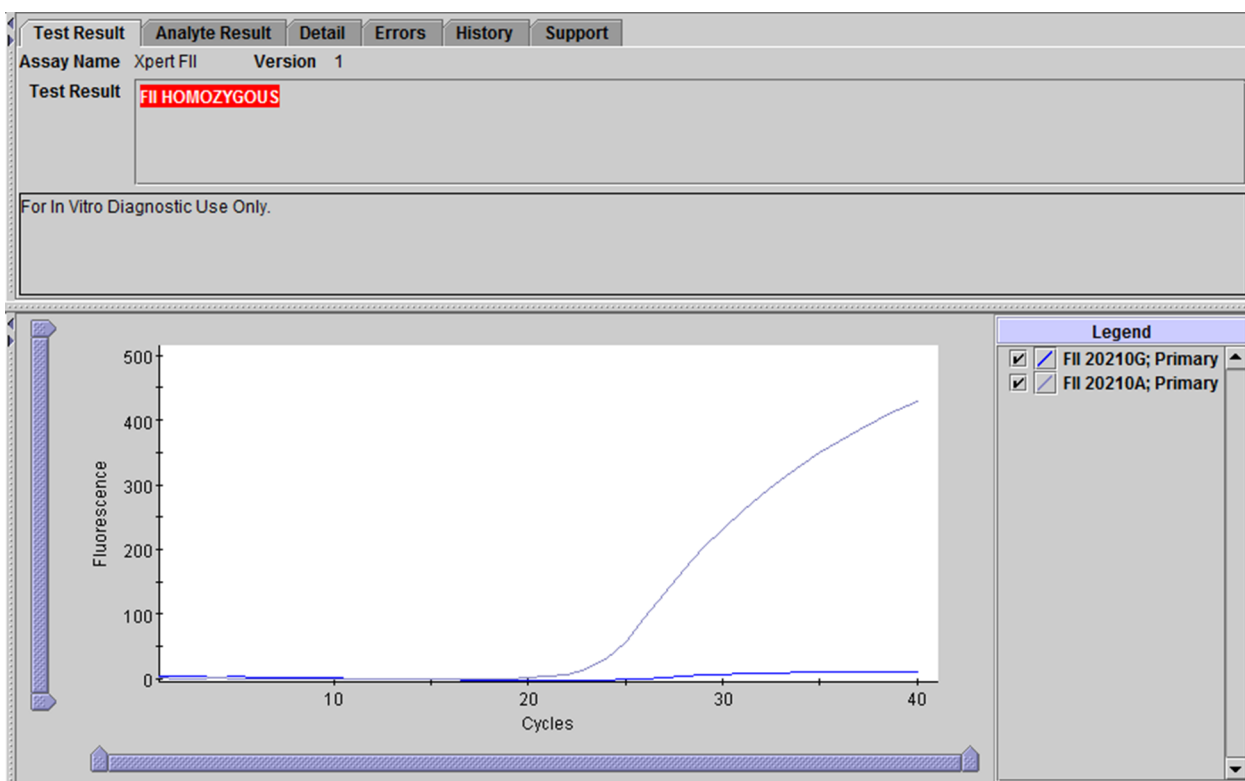 Test Result Analyte Result Detail Errors History Support
Assay Name Xpert FII Version 1
Test Result FII HOMOZYGOUS
For In Vitro Diagnostic Use Only.
Legend
FII 20210G; Primary
FII 20210A; Primary
500
400
300
200
100
0
Fluorescence
10 20 30 40
Cycles